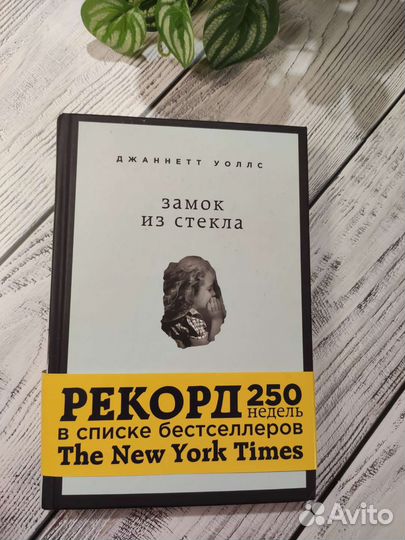 ДЖАННЕТТ УОЛЛС
замок
из стекла
РЕКОРД 250
недель
в списке бестселлеров
The New York Times
Avito